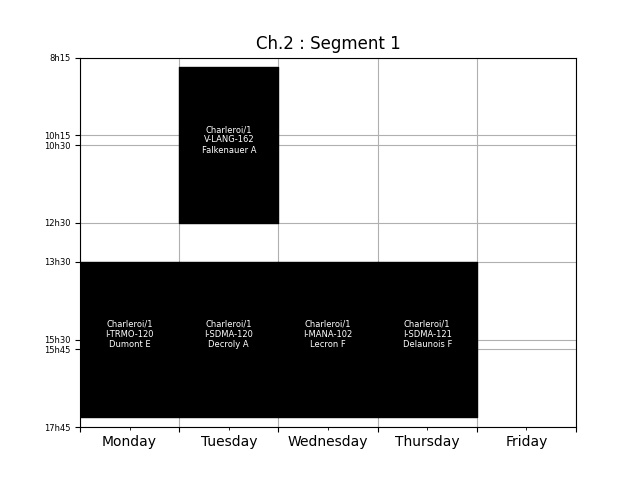 Ch.2 : Segment 1
8h15
10h15
10h30
12h30
13h30
15h30
15h45
17h45
Charleroi/1
V-LANG-162
Falkenauer A
Charleroi/1
I-TRMO-120
Dumont E
Charleroi/1
I-SDMA-120
Decroly A
Charleroi/1
I-MANA-102
Lecron F
Charleroi/1
I-SDMA-121
Delaunois F
Monday
Tuesday
Wednesday
Thursday
Friday